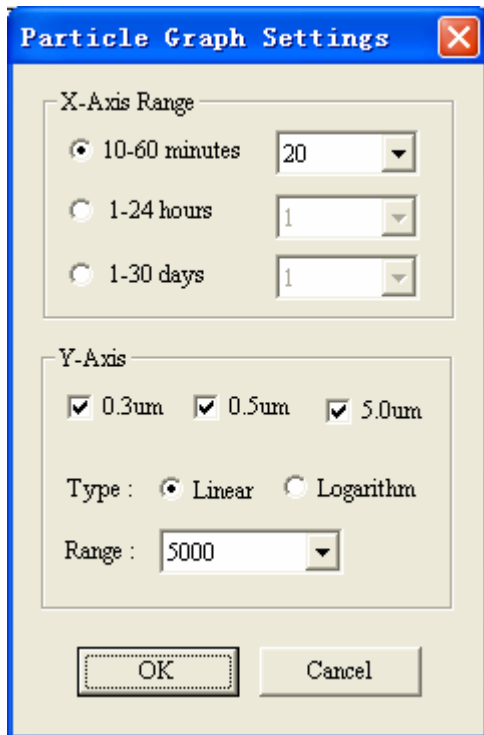 Particle Graph Settings
X-Axis Range
10-60 minutes 20
1-24 hours 1
1-30 days 1
Y-Axis
0.3um 0.5um 5.0um
Type : Linear Logarithm
Range : 5000
OK Cancel